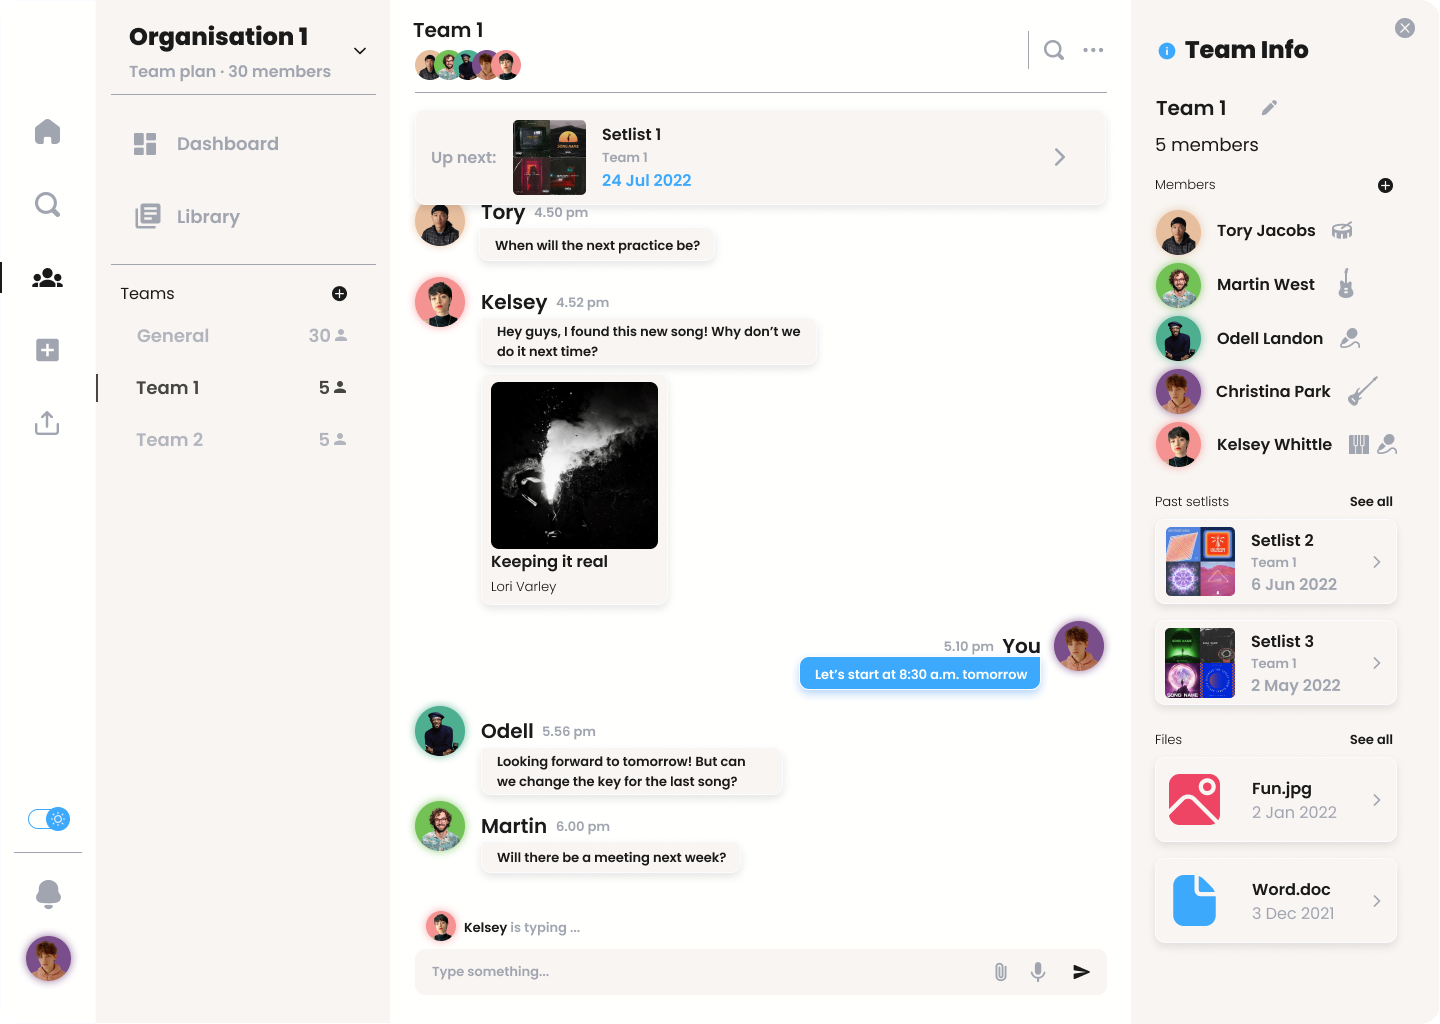 Organisation 1
Team plan · 30 members
Dashboard
Library
Teams
General 30
Team 1 5
Team 2 5
Team 1
Up next:
Setlist 1
Team 1
24 Jul 2022
Tory 4.50 pm
When will the next practice be?
Kelsey 4.52 pm
Hey guys, I found this new song! Why don’t we
do it next time?
Keeping it real
Lori Varley
5.10 pm You
Let’s start at 8:30 a.m. tomorrow
Odell 5.56 pm
Looking forward to tomorrow! But can
we change the key for the last song?
Martin 6.00 pm
Will there be a meeting next week?
Kelsey is typing ...
Type something...
Team Info
Team 1
5 members
Members
Tory Jacobs
Martin West
Odell Landon
Christina Park
Kelsey Whittle
Past setlists See all
Setlist 2
Team 1
6 Jun 2022
Setlist 3
Team 1
2 May 2022
SONG NAME
Files See all
Fun.jpg
2 Jan 2022
Word.doc
3 Dec 2021